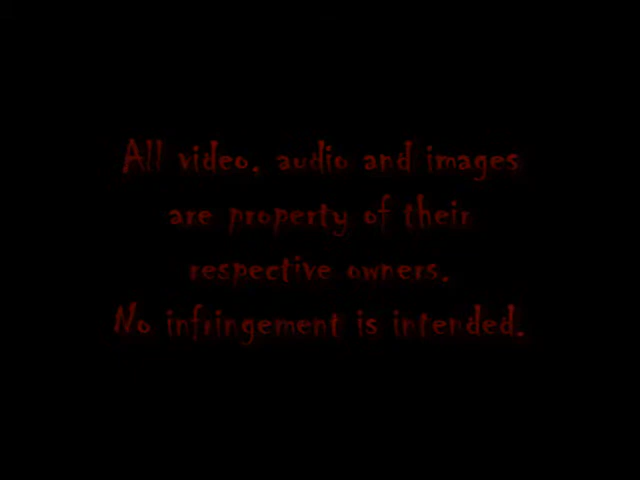 All video, audio and images
are property of their
respective owners.
No infringement is intended.